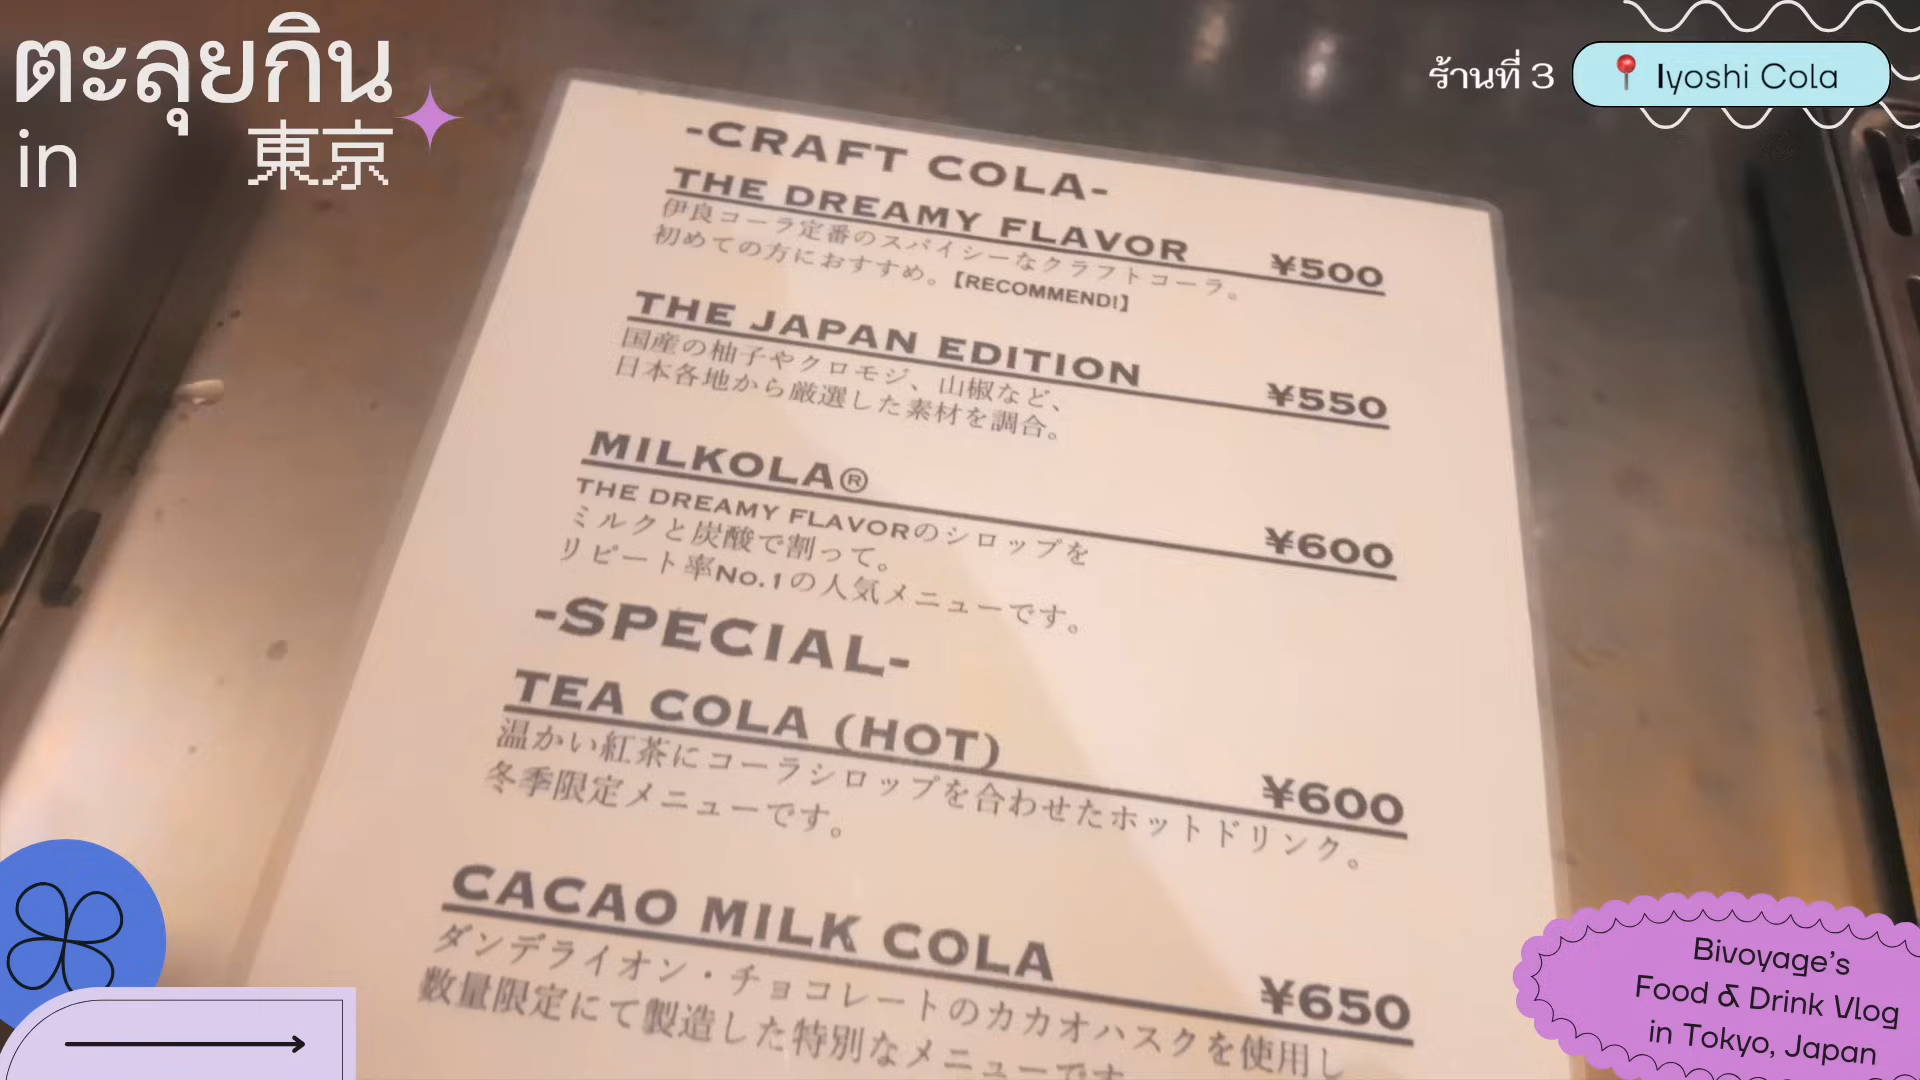 ตะลุยกิน
in 東京
ร้านที่ 3
Iyoshi Cola
-CRAFT COLA-
THE DREAMY FLAVOR ¥500
伊良コーラ定番のスパイシーなクラフトコーラ。
初めての方におすすめ。【RECOMMEND!】
THE JAPAN EDITION ¥550
国産の柚子やクロモジ、山椒など、
日本各地から厳選した素材を調合。
MILKOLA® ¥600
THE DREAMY FLAVORのシロップを
ミルクと炭酸で割って。
リピート率No.1の人気メニューです。
-SPECIAL-
TEA COLA (HOT) ¥600
温かい紅茶にコーラシロップを合わせたホットドリンク。
冬季限定メニューです。
CACAO MILK COLA ¥650
ダンデライオン・チョコレートのカカオハスクを使用し
数量限定にて製造した特別なメニューです
Bivoyage's
Food & Drink Vlog
in Tokyo, Japan